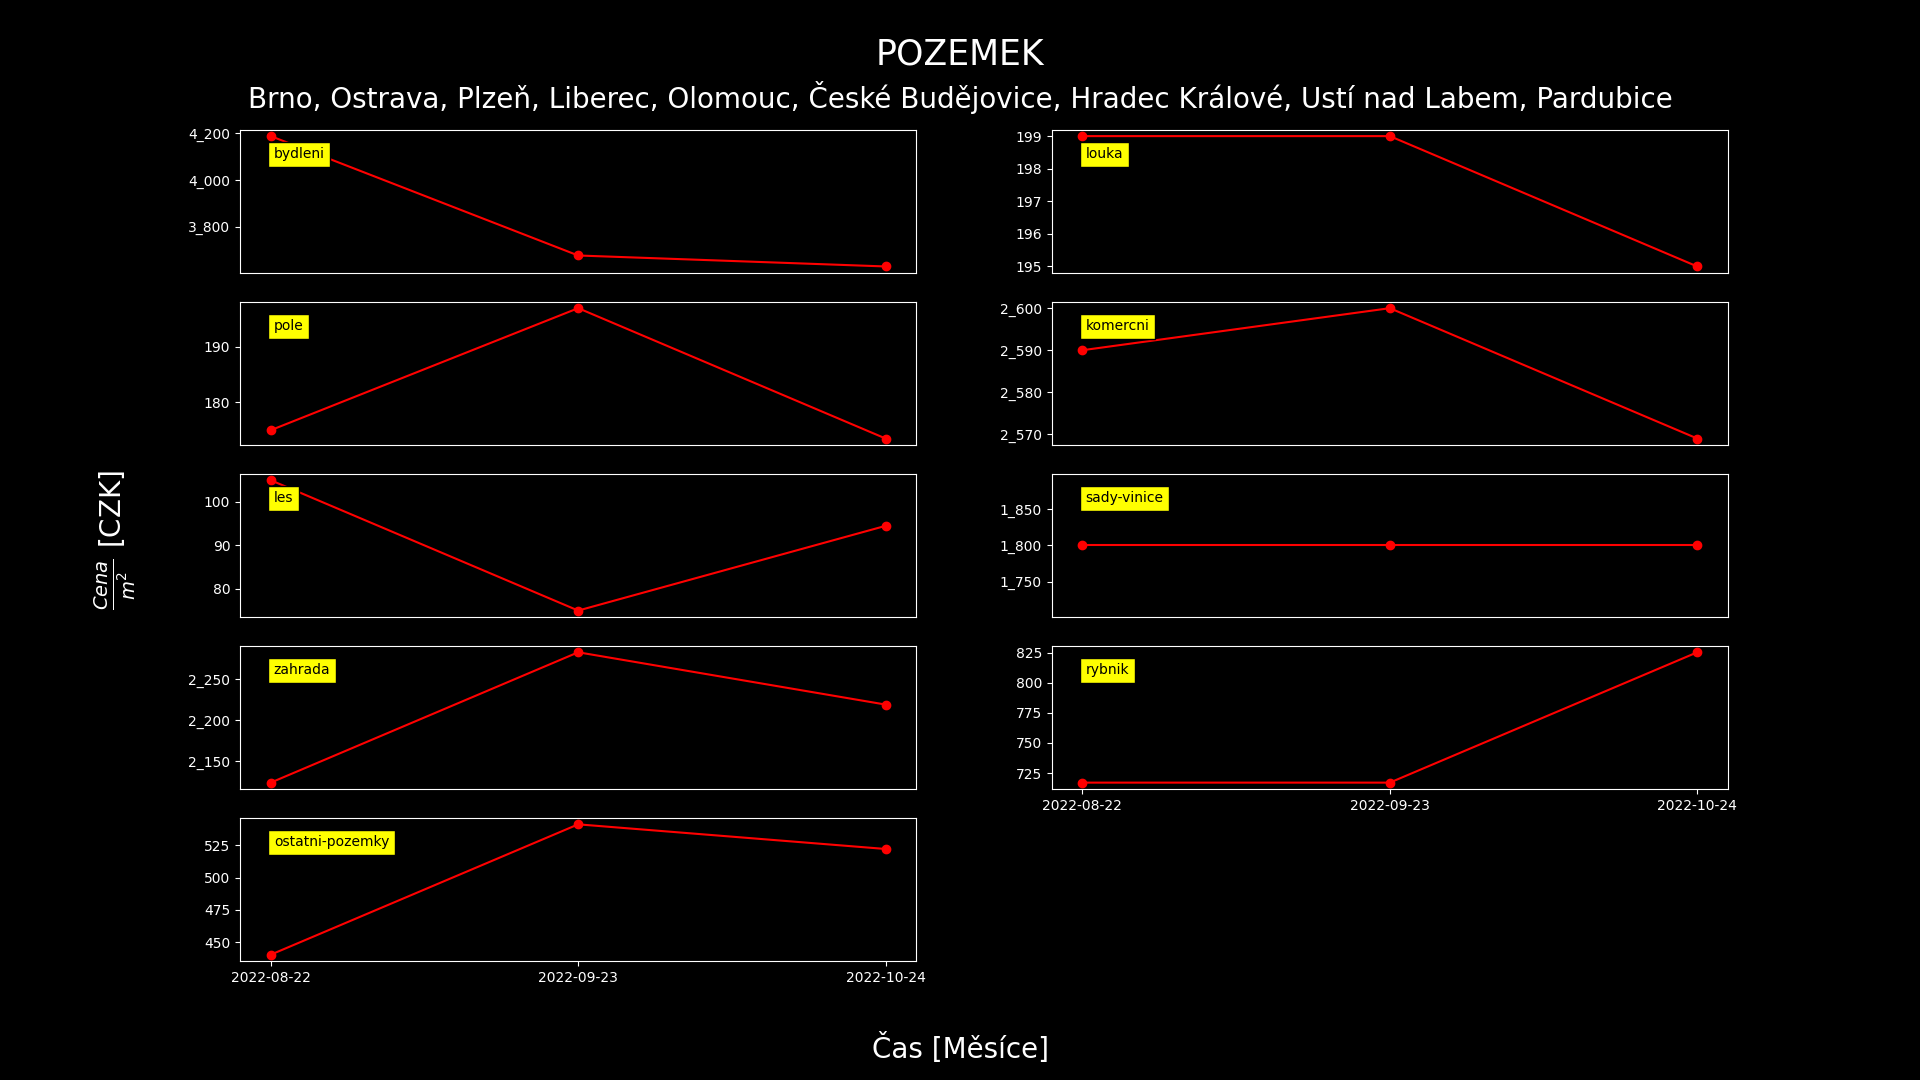 POZEMEK
Brno, Ostrava, Plzeň, Liberec, Olomouc, České Budějovice, Hradec Králové, Ustí nad Labem, Pardubice
Cena
m²
[CZK]
4_200
4_000
3_800
bydleni
199
198
197
196
195
louka
190
180
pole
2_600
2_590
2_580
2_570
komercni
100
90
80
les
1_850
1_800
1_750
sady-vinice
2_250
2_200
2_150
zahrada
825
800
775
750
725
rybnik
2022-08-22 2022-09-23 2022-10-24
525
500
475
450
ostatni-pozemky
2022-08-22 2022-09-23 2022-10-24
Čas [Měsíce]